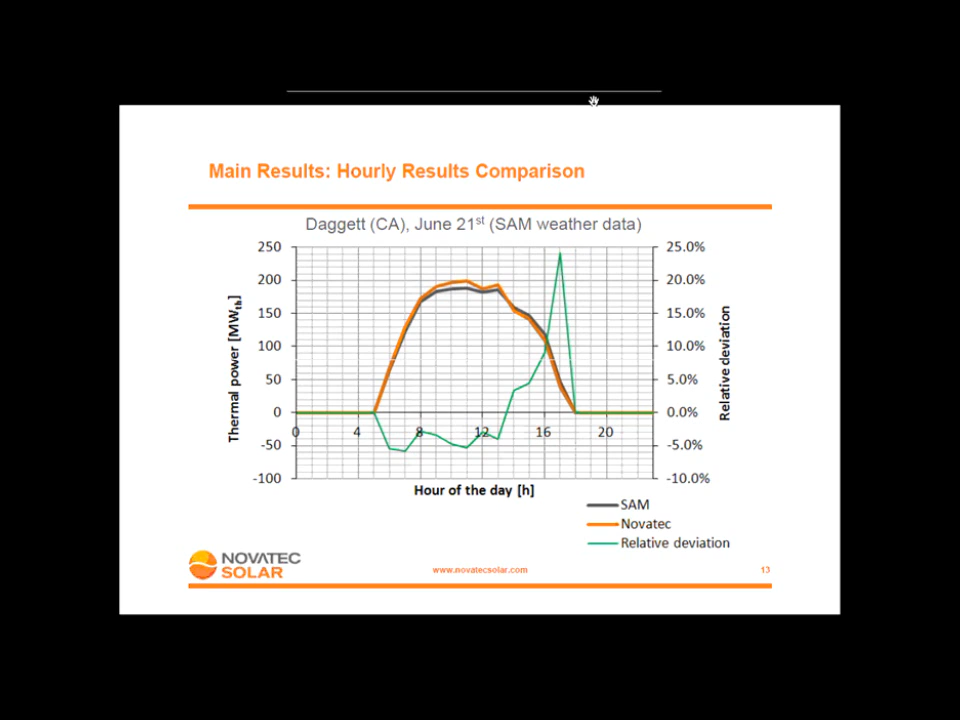 Main Results: Hourly Results Comparison
Daggett (CA), June 21st (SAM weather data)
250 25.0%
200 20.0%
150 15.0%
100 10.0%
50 5.0%
0 0.0%
0 4 8 12 16 20
-50 -5.0%
-100 -10.0%
Thermal power [MWth]
Relative deviation
Hour of the day [h]
SAM
Novatec
Relative deviation
NOVATEC
SOLAR
www.novatecsolar.com
13